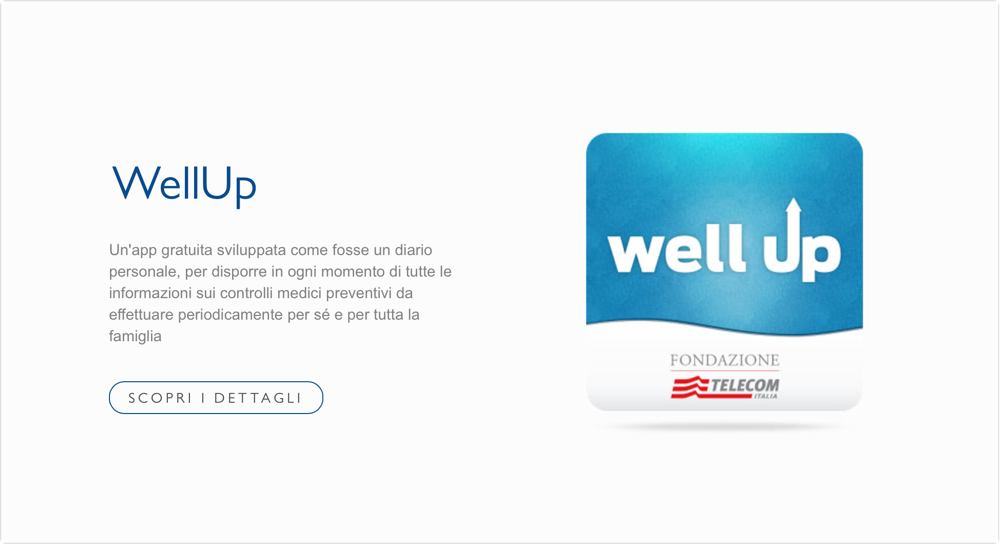 WellUp
Un'app gratuita sviluppata come fosse un diario
personale, per disporre in ogni momento di tutte le
informazioni sui controlli medici preventivi da
effettuare periodicamente per sé e per tutta la
famiglia
SCOPRI I DETTAGLI
well up
FONDAZIONE
TELECOM
ITALIA